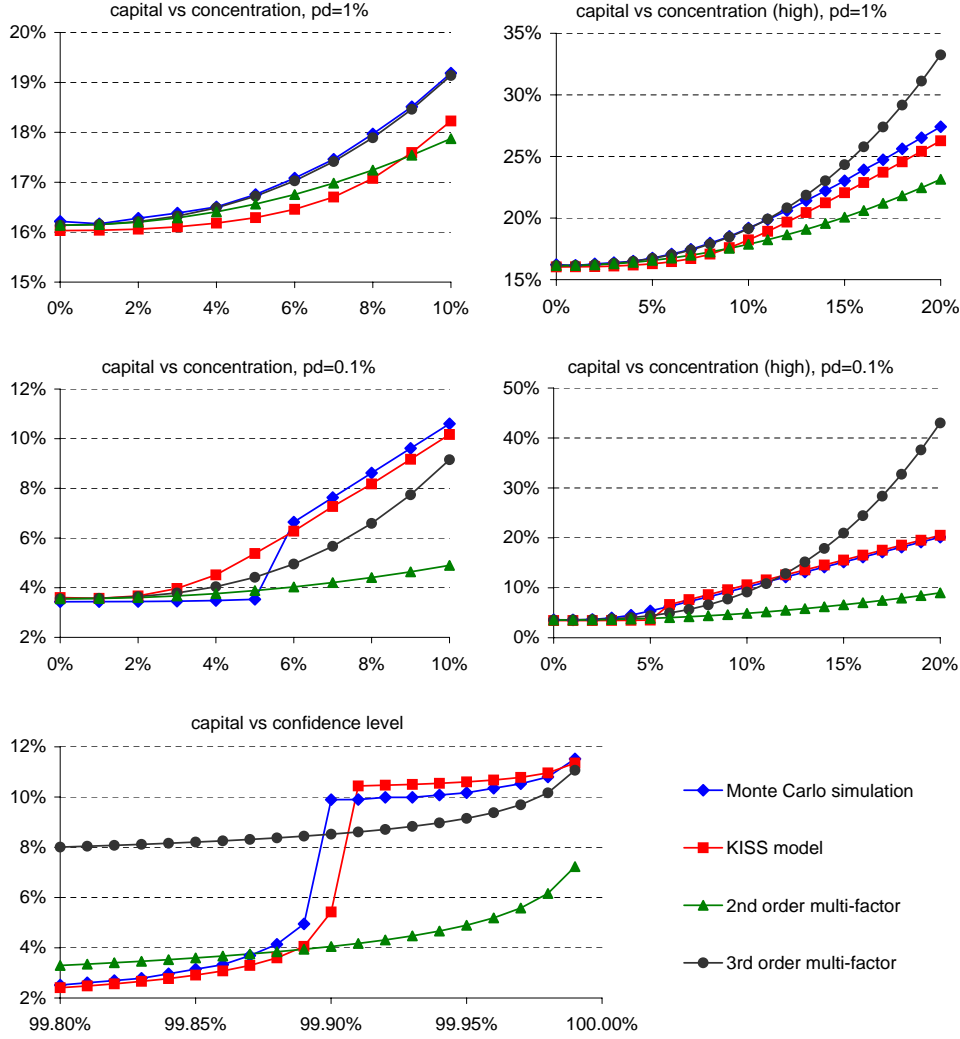 capital vs concentration, pd=1%
20%
19%
18%
17%
16%
15%
0% 2% 4% 6% 8% 10%
capital vs concentration (high), pd=1%
35%
30%
25%
20%
15%
0% 5% 10% 15% 20%
capital vs concentration, pd=0.1%
12%
10%
8%
6%
4%
2%
0% 2% 4% 6% 8% 10%
capital vs concentration (high), pd=0.1%
50%
40%
30%
20%
10%
0%
0% 5% 10% 15% 20%
capital vs confidence level
12%
10%
8%
6%
4%
2%
99.80% 99.85% 99.90% 99.95% 100.00%
Monte Carlo simulation
KISS model
2nd order multi-factor
3rd order multi-factor